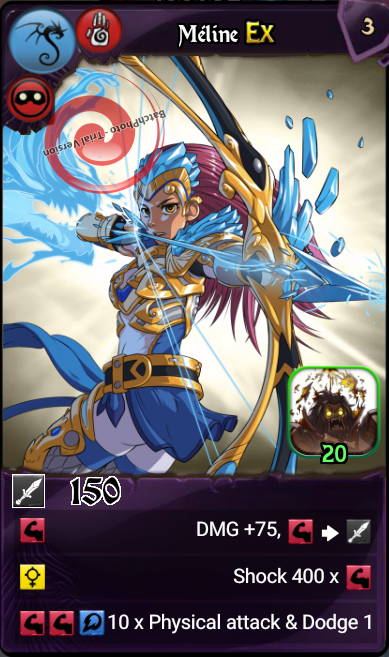 Méline EX
3
BatchPhoto - Trial Version
20
150
DMG +75,
Shock 400 x
10 x Physical attack & Dodge 1